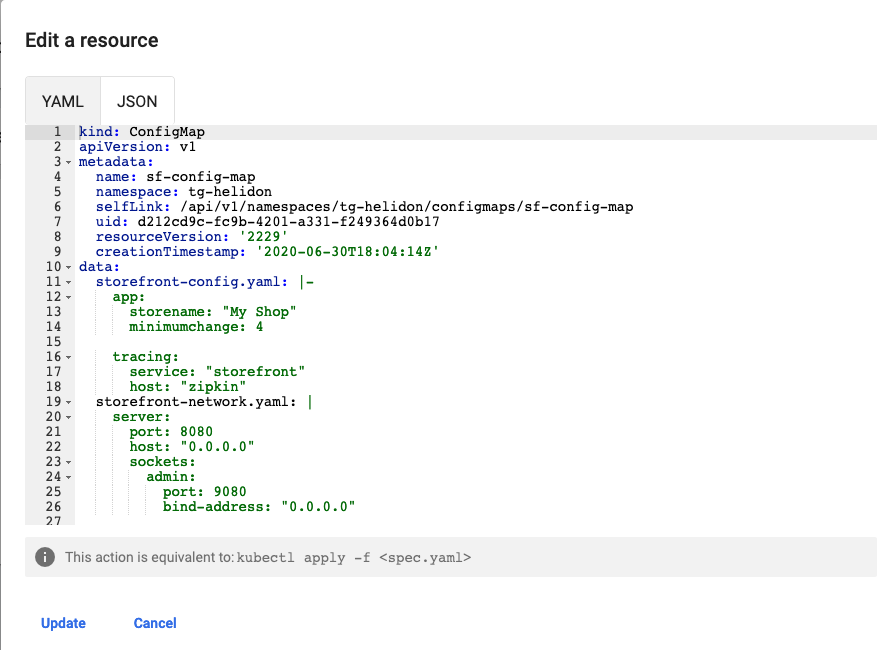 Edit a resource
YAML JSON
1 kind: ConfigMap
2 apiVersion: v1
3 metadata:
4 name: sf-config-map
5 namespace: tg-helidon
6 selfLink: /api/v1/namespaces/tg-helidon/configmaps/sf-config-map
7 uid: d212cd9c-fc9b-4201-a331-f249364d0b17
8 resourceVersion: '2229'
9 creationTimestamp: '2020-06-30T18:04:14Z'
10 data:
11 storefront-config.yaml: |-
12 app:
13 storename: "My Shop"
14 minimumchange: 4
15
16 tracing:
17 service: "storefront"
18 host: "zipkin"
19 storefront-network.yaml: |
20 server:
21 port: 8080
22 host: "0.0.0.0"
23 sockets:
24 admin:
25 port: 9080
26 bind-address: "0.0.0.0"
27
i This action is equivalent to: kubectl apply -f <spec.yaml>
Update Cancel